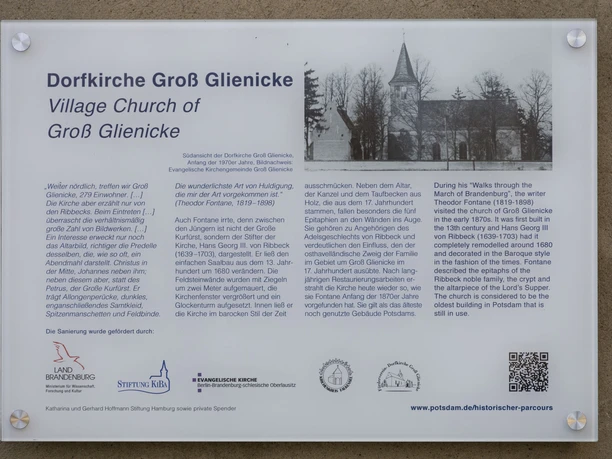 Dorfkirche Groß Glienicke
Village Church of
Groß Glienicke
Südansicht der Dorfkirche Groß Glienicke,
Anfang der 1970er Jahre, Bildnachweis:
Evangelische Kirchengemeinde Groß Glienicke
„Weiter nördlich, treffen wir Groß
Glienicke, 279 Einwohner. [...]
Die Kirche aber erzählt nur von
den Ribbecks. Beim Eintreten [...]
überrascht die verhältnismäßig
große Zahl von Bildwerken. [...]
Ein Interesse erweckt nur noch
das Altarbild, richtiger die Predelle
desselben, die, wie so oft, ein
Abendmahl darstellt. Christus in
der Mitte, Johannes neben ihm;
neben diesem aber, statt des
Petrus, der Große Kurfürst. Er
trägt Allongenperücke, dunkles,
enganschließendes Samtkleid,
Spitzenmanschetten und Feldbinde.
Die wunderlichste Art von Huldigung,
die mir der Art vorgekommen ist.“
(Theodor Fontane, 1819–1898)
Auch Fontane irrte, denn zwischen
den Jüngern ist nicht der Große
Kurfürst, sondern der Stifter der
Kirche, Hans Georg III. von Ribbeck
(1639 -1703), dargestellt. Er ließ den
einfachen Saalbau aus dem 13. Jahr-
hundert um 1680 verändern. Die
Feldsteinwände wurden mit Ziegeln
um zwei Meter aufgemauert, die
Kirchenfenster vergrößert und ein
Glockenturm aufgesetzt. Innen ließ er
die Kirche im barocken Stil der Zeit
ausschmücken. Neben dem Altar,
der Kanzel und dem Taufbecken aus
Holz, die aus dem 17. Jahrhundert
stammen, fallen besonders die fünf
Epitaphien an den Wänden ins Auge.
Sie gehören zu Angehörigen des
Adelsgeschlechts von Ribbeck und
verdeutlichen den Einfluss, den der
osthavelländische Zweig der Familie
im Gebiet um Groß Glienicke im
17. Jahrhundert ausübte. Nach lang-
jährigen Restaurierungsarbeiten er-
strahlt die Kirche heute wieder so, wie
sie Fontane Anfang der 1870er Jahre
vorgefunden hat. Sie gilt als das älteste
noch genutzte Gebäude Potsdams.
During his "Walks through the
March of Brandenburg", the writer
Theodor Fontane (1819-1898)
visited the church of Groß Glienicke
in the early 1870s. It was first built in
the 13th century and Hans Georg III
von Ribbeck (1639-1703) had it
completely remodelled around 1680
and decorated in the Baroque style
in the fashion of the times. Fontane
described the epitaphs of the
Ribbeck noble family, the crypt and
the altarpiece of the Lord's Supper.
The church is considered to be the
oldest building in Potsdam that is
still in use.
Die Sanierung wurde gefördert durch:
LAND
BRANDENBURG
Ministerium für Wissenschaft,
Forschung und Kultur
STIFTUNG KIBA
EVANGELISCHE KIRCHE
Berlin-Brandenburg-schlesische Oberlausitz
Katharina und Gerhard Hoffmann Stiftung Hamburg sowie private Spender
www.potsdam.de/historischer-parcours